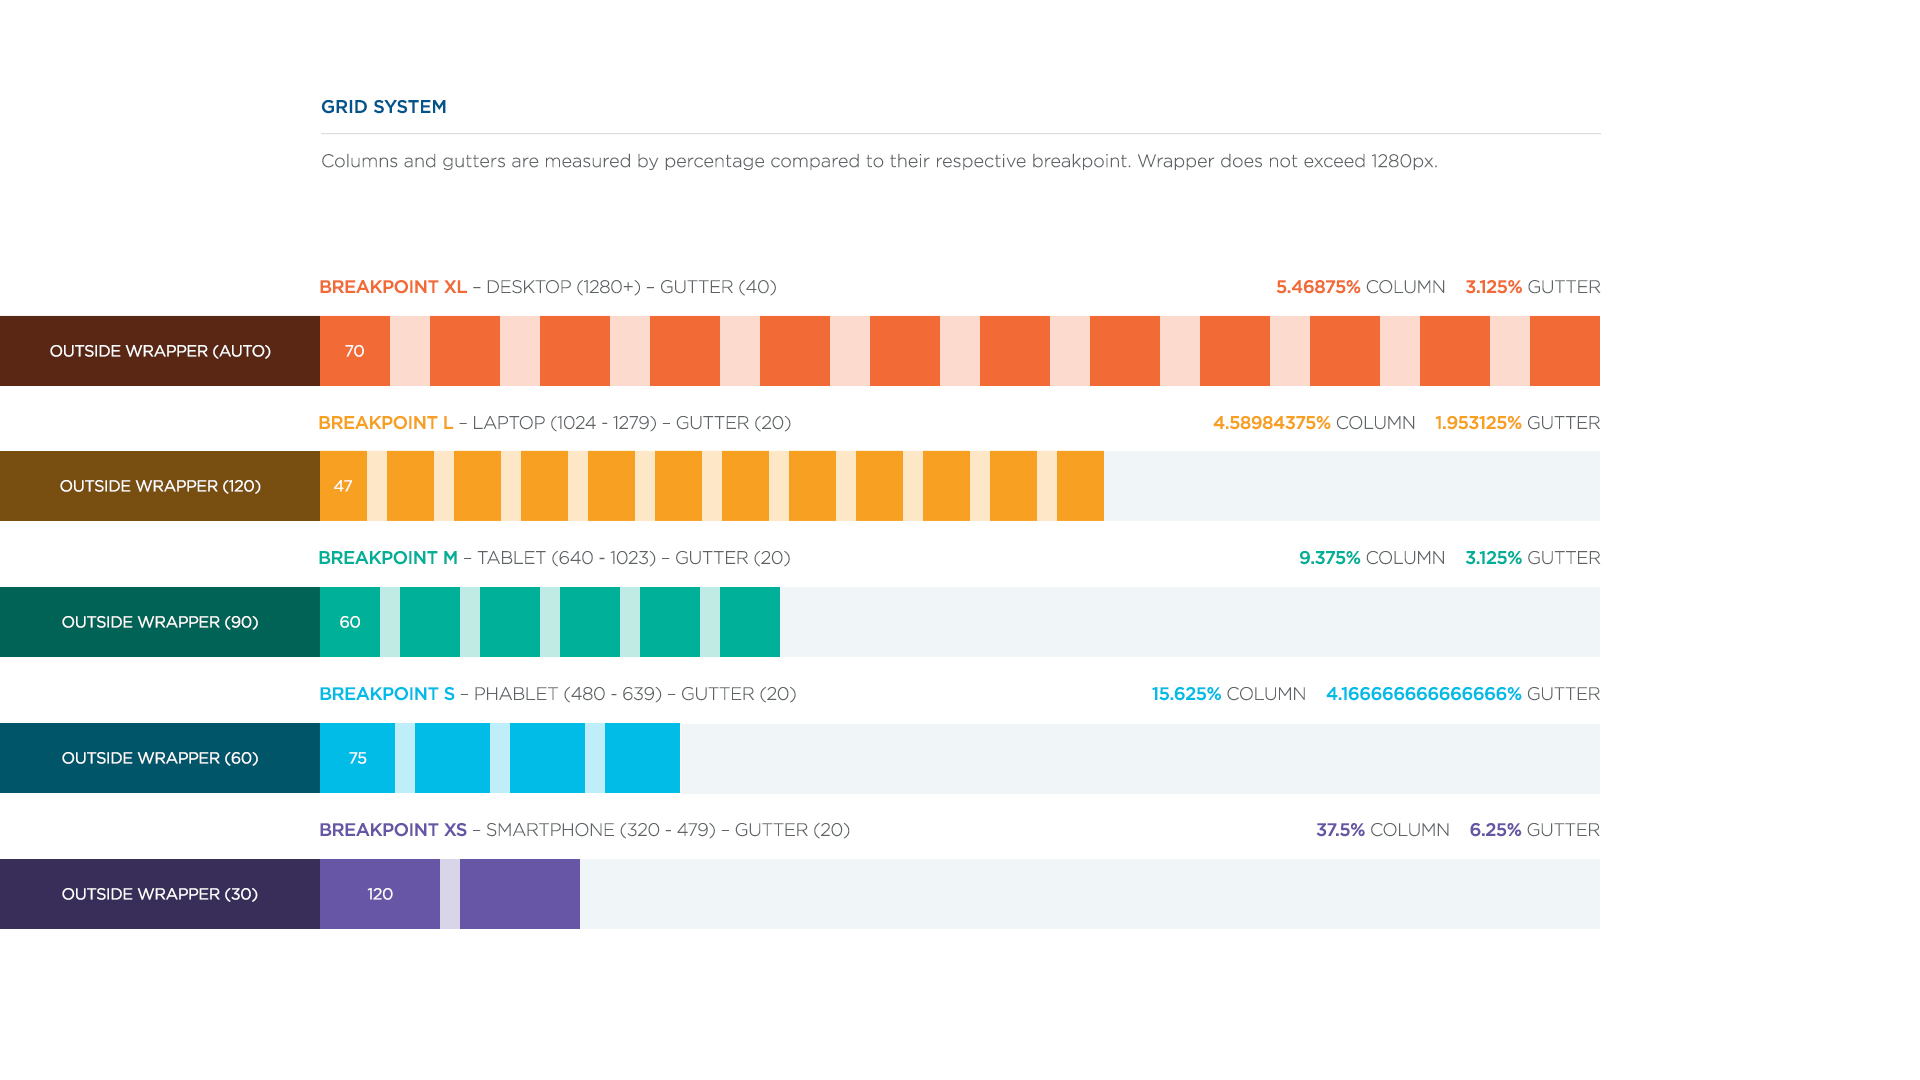 GRID SYSTEM
Columns and gutters are measured by percentage compared to their respective breakpoint. Wrapper does not exceed 1280px.
BREAKPOINT XL – DESKTOP (1280+) – GUTTER (40) 5.46875% COLUMN 3.125% GUTTER
OUTSIDE WRAPPER (AUTO) 70
BREAKPOINT L – LAPTOP (1024 - 1279) – GUTTER (20) 4.58984375% COLUMN 1.953125% GUTTER
OUTSIDE WRAPPER (120) 47
BREAKPOINT M – TABLET (640 - 1023) – GUTTER (20) 9.375% COLUMN 3.125% GUTTER
OUTSIDE WRAPPER (90) 60
BREAKPOINT S – PHABLET (480 - 639) – GUTTER (20) 15.625% COLUMN 4.166666666666666% GUTTER
OUTSIDE WRAPPER (60) 75
BREAKPOINT XS – SMARTPHONE (320 - 479) – GUTTER (20) 37.5% COLUMN 6.25% GUTTER
OUTSIDE WRAPPER (30) 120